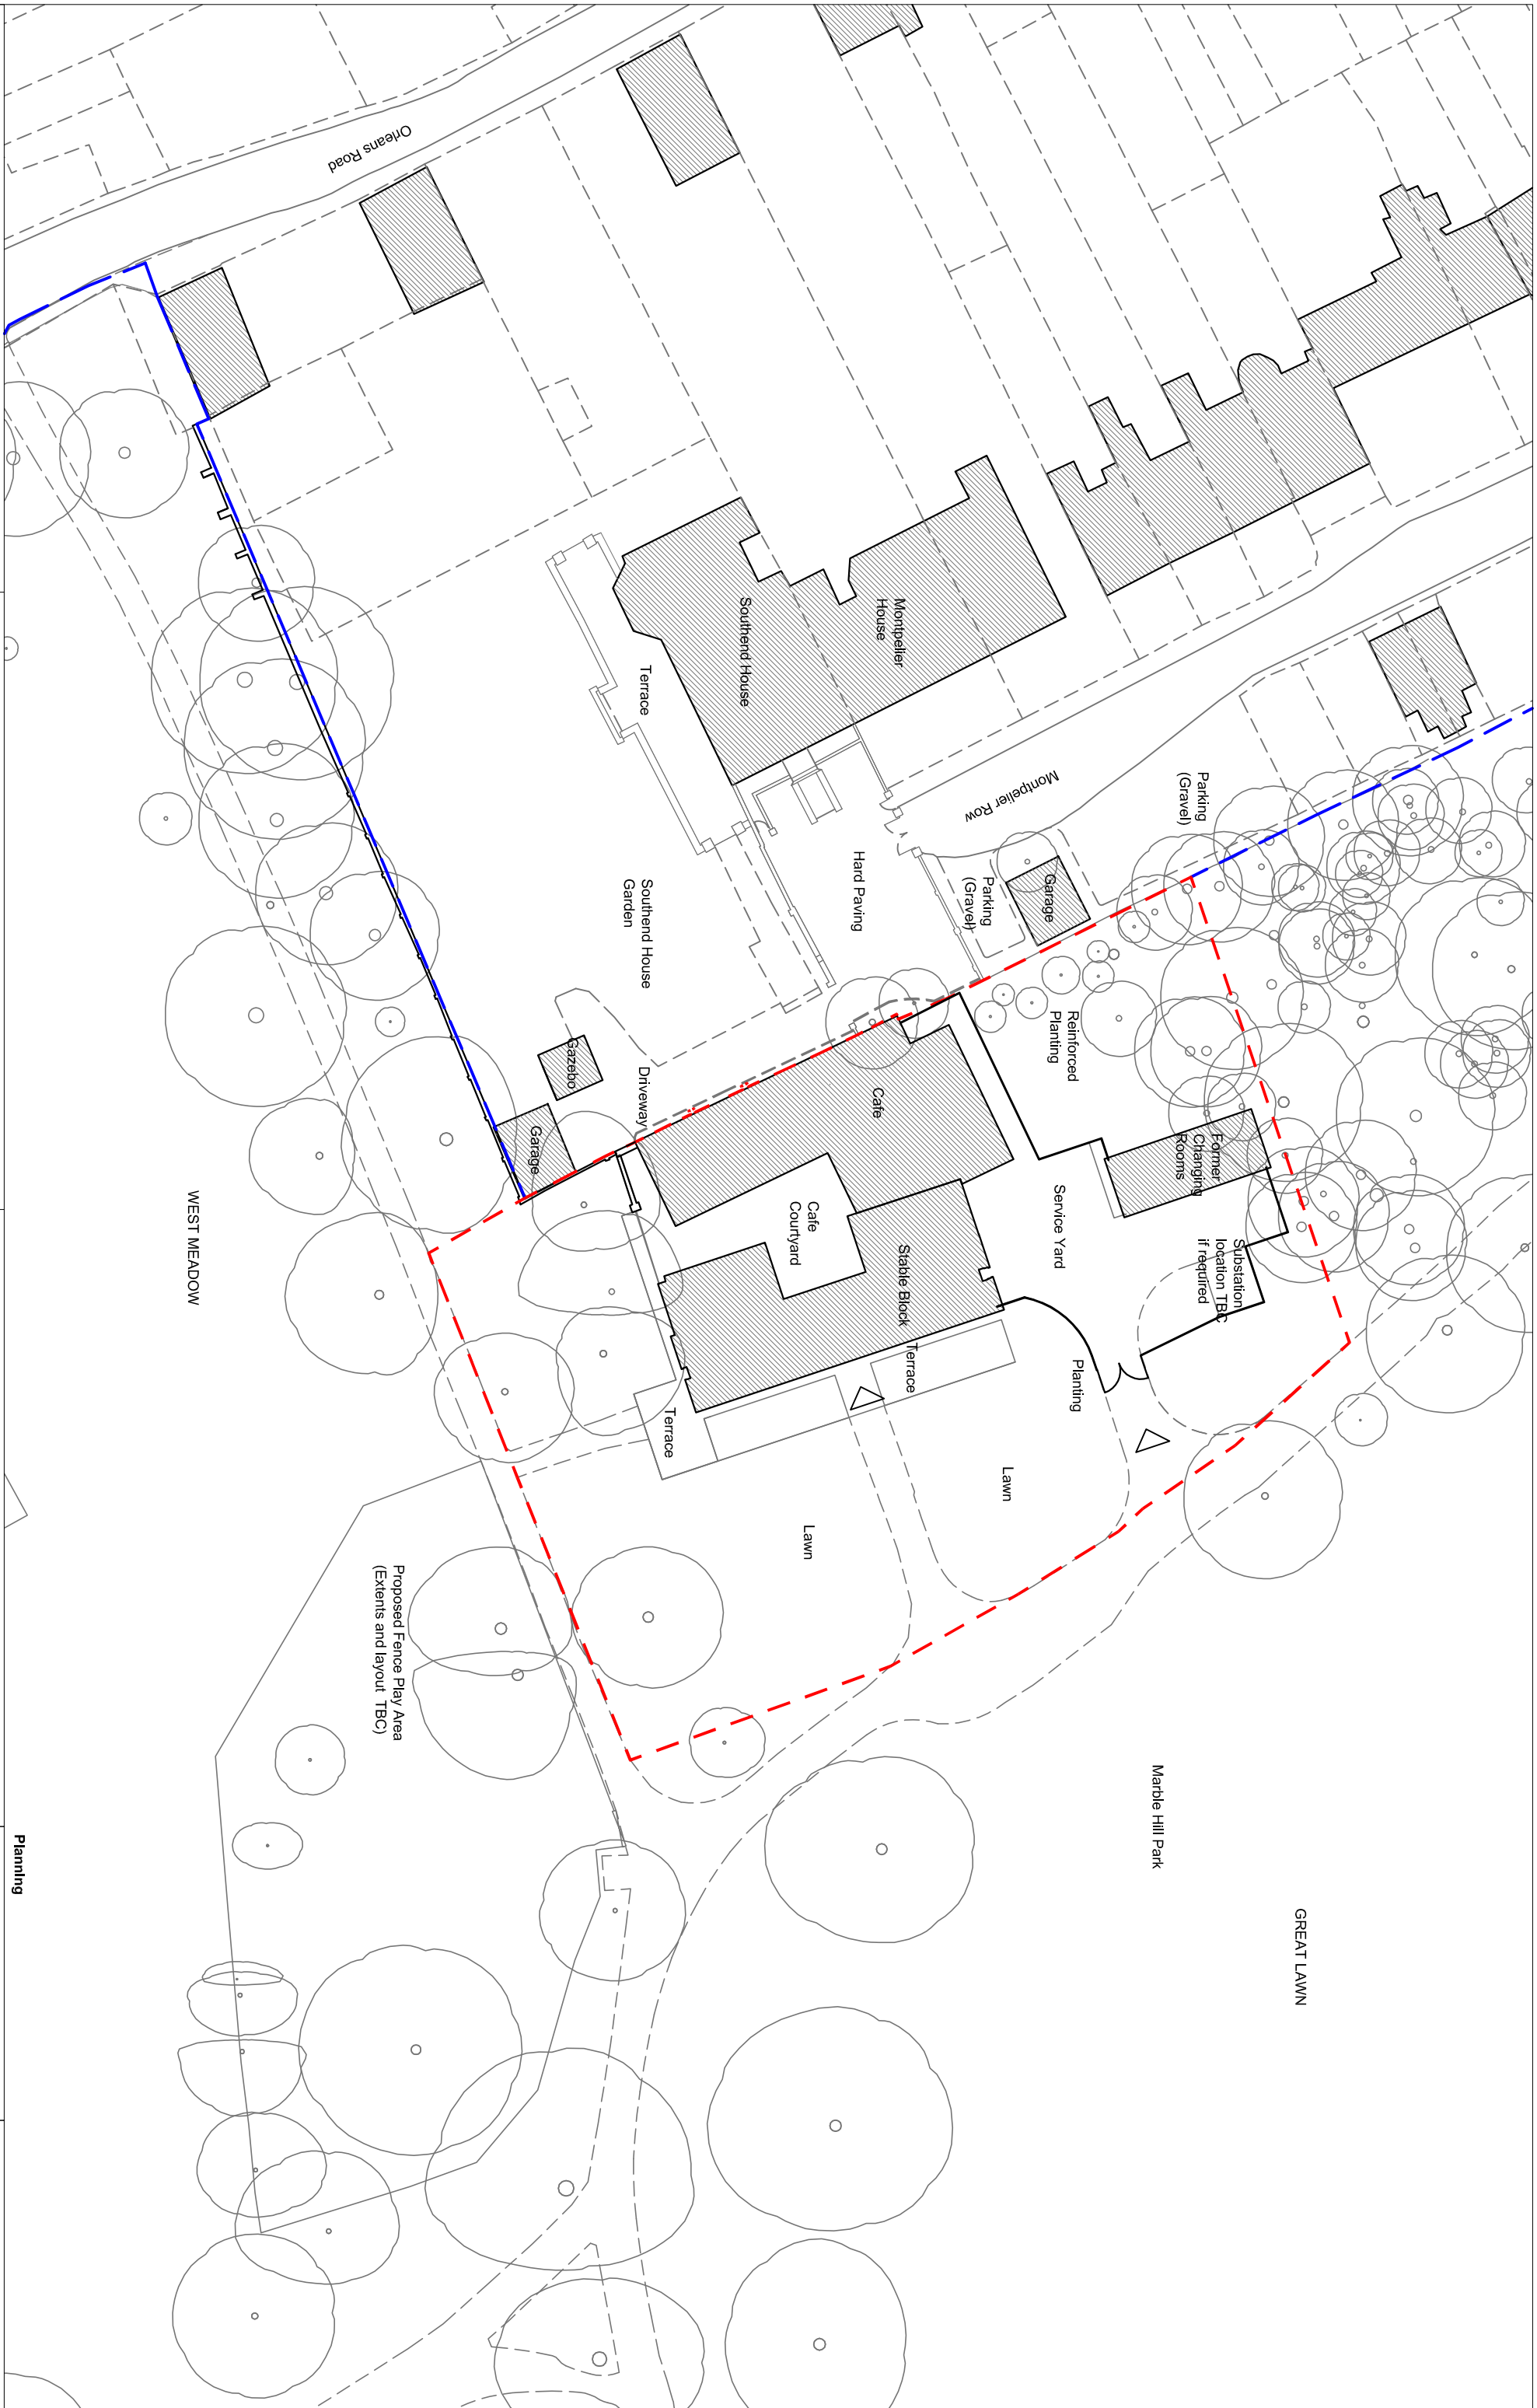 Orleans Road
Montpelier
House
Southend House
Terrace
Montpelier Row
Parking
(Gravel)
Hard Paving
Parking
(Gravel)
Garage
Southend House
Garden
Reinforced
Planting
Gazebo
Driveway
Cafe
Garage
Former
Changing
Rooms
Service Yard
Cafe
Courtyard
Stable Block
Substation
location TBC
if required
WEST MEADOW
Terrace
Planting
Terrace
Lawn
Lawn
Proposed Fence Play Area
(Extents and layout TBC)
Marble Hill Park
GREAT LAWN
Planning